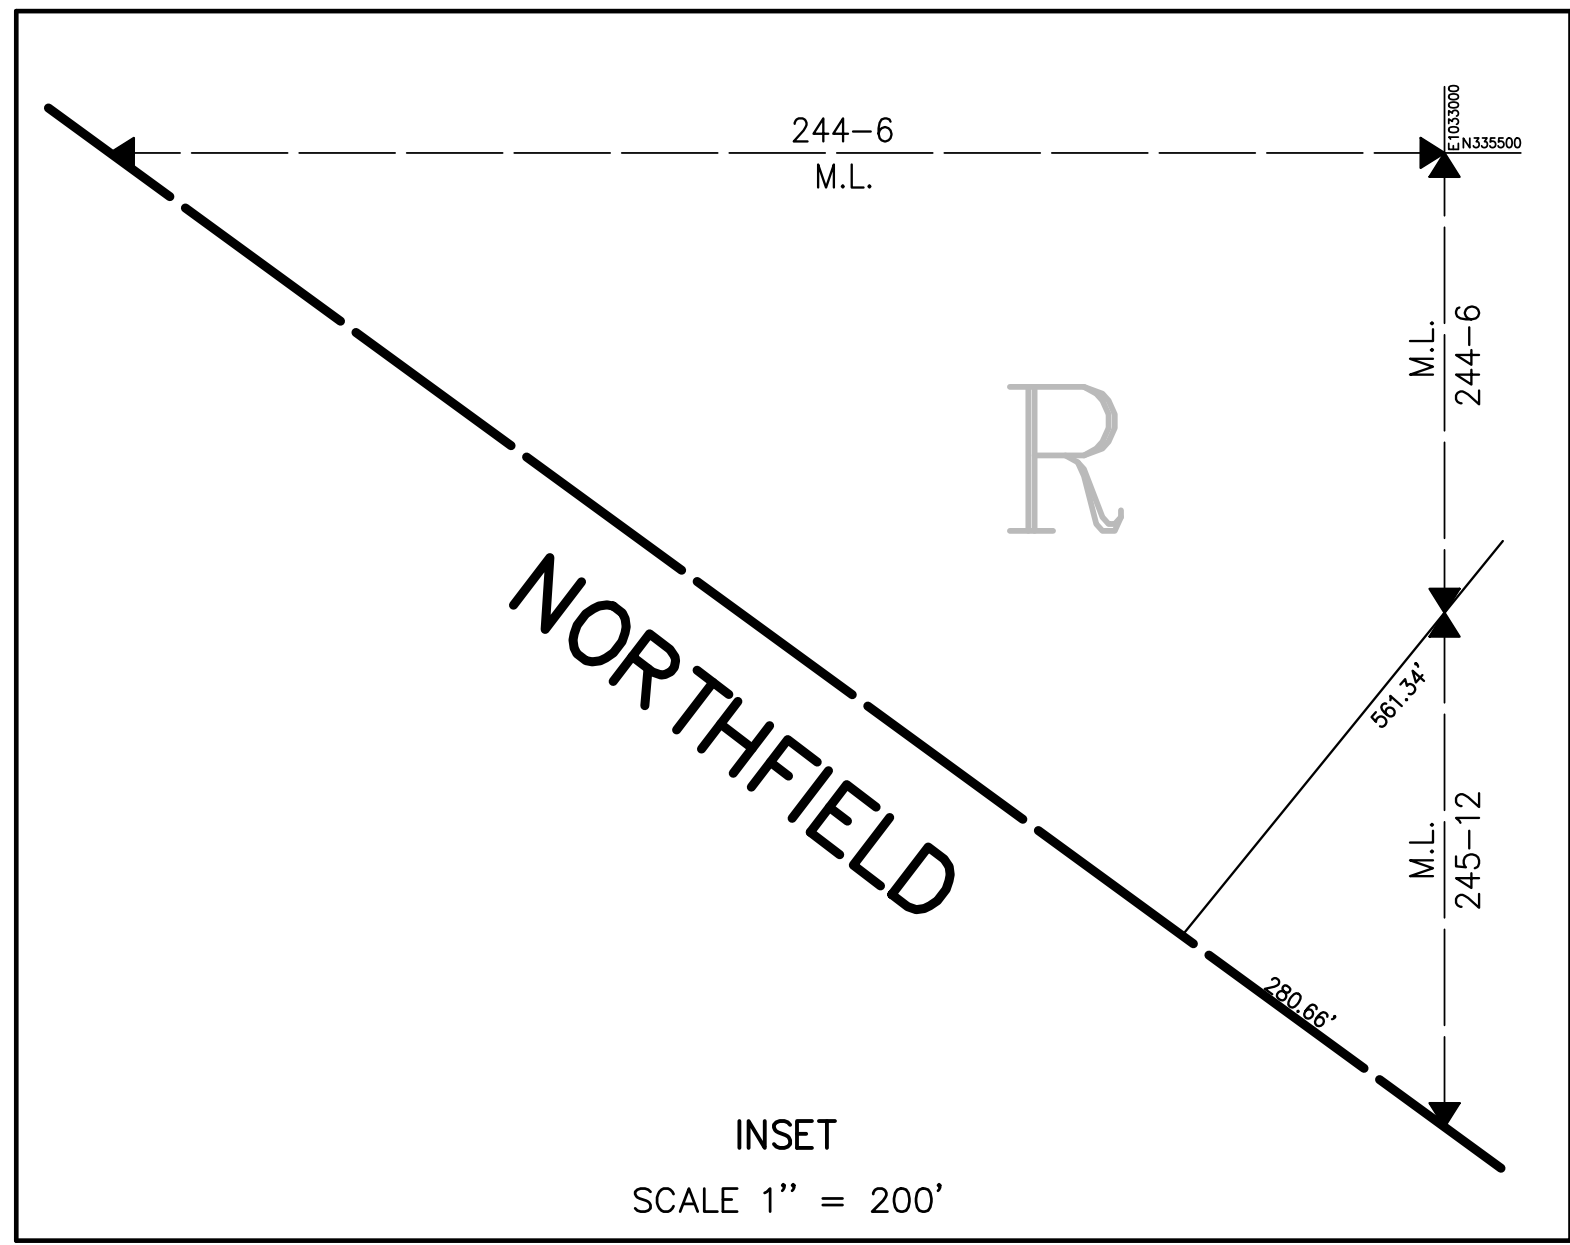 244-6
M.L.
E1033000
N335500
M.L.
244-6
R
561.34'
NORTHFIELD
M.L.
245-12
280.66'
INSET
SCALE 1'' = 200'